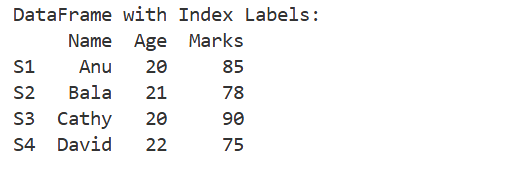 DataFrame with Index Labels:
Name Age Marks
S1 Anu 20 85
S2 Bala 21 78
S3 Cathy 20 90
S4 David 22 75